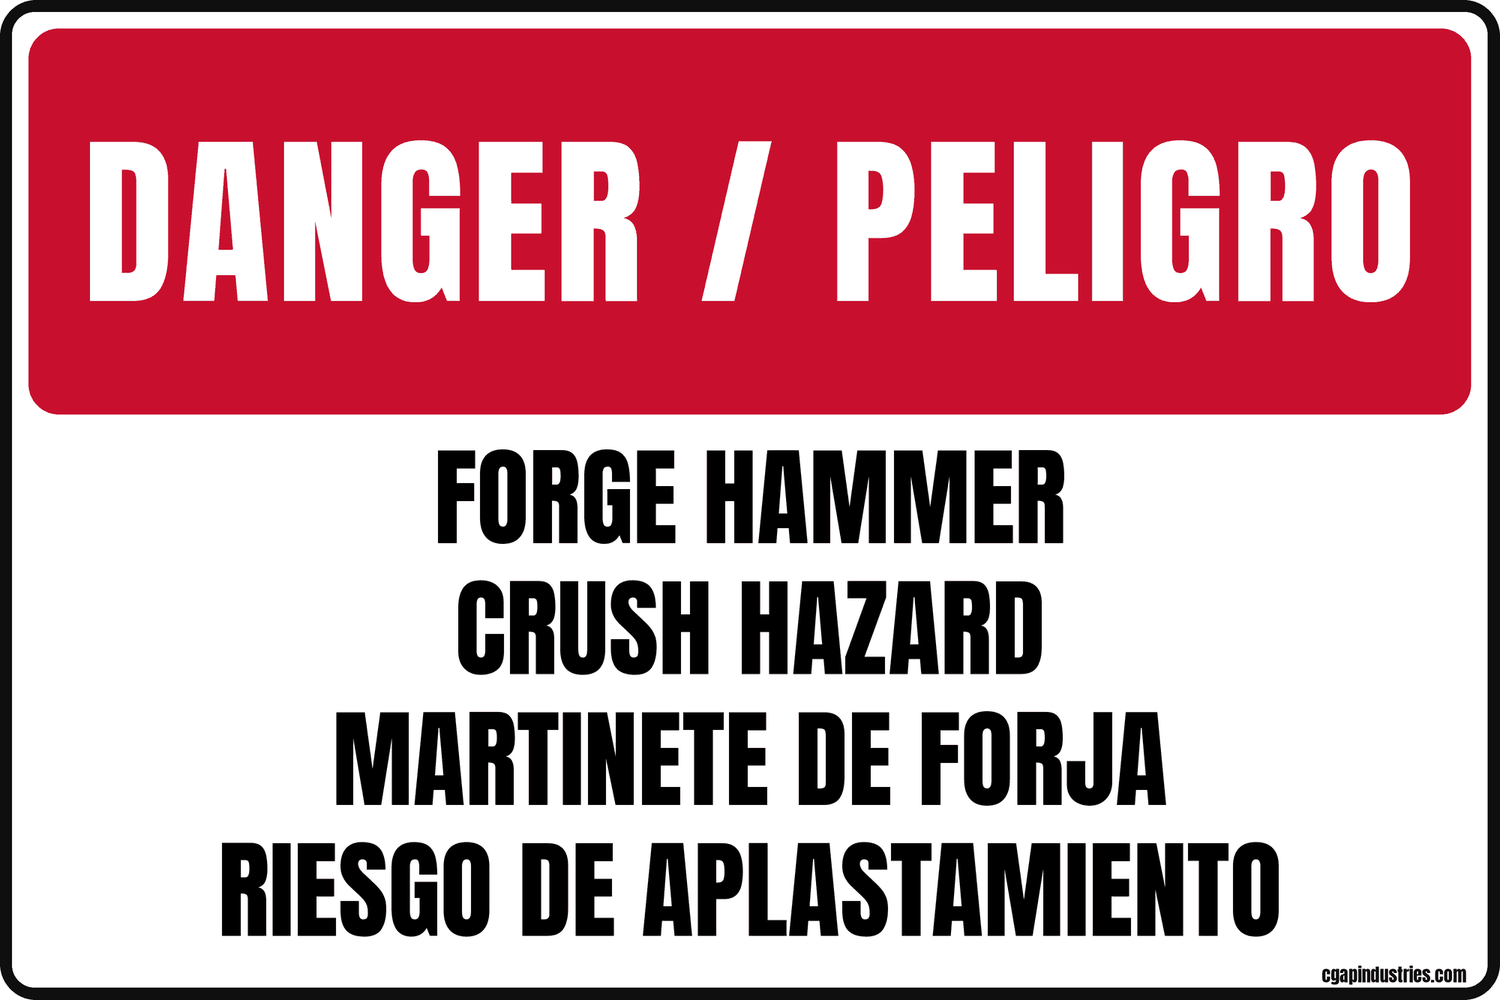 DANGER / PELIGRO
FORGE HAMMER
CRUSH HAZARD
MARTINETE DE FORJA
RIESGO DE APLASTAMIENTO
cgapindustries.com